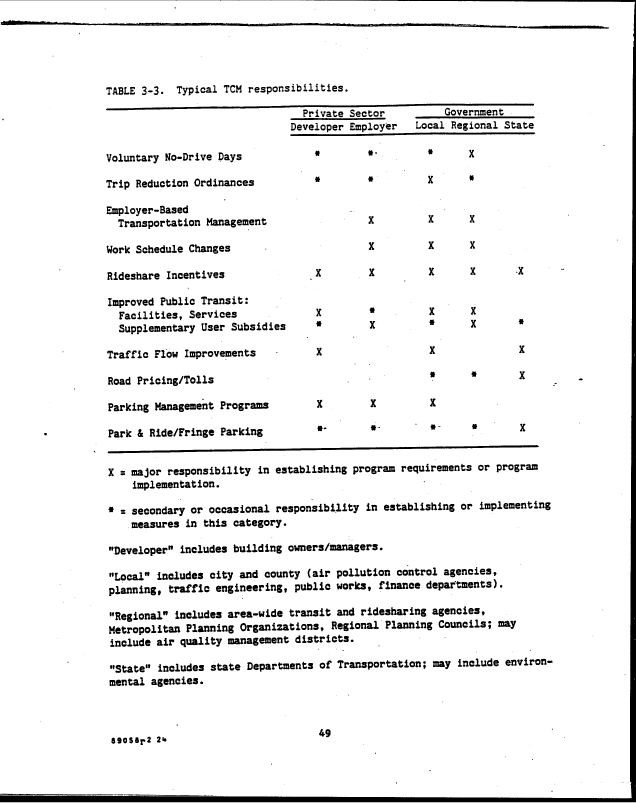 TABLE 3-3. Typical TCM responsibilities.
Private Sector Government
Developer Employer Local Regional State
Voluntary No-Drive Days * * * X
Trip Reduction Ordinances * * X *
Employer-Based
Transportation Management X X X
Work Schedule Changes X X X
Rideshare Incentives X X X X X
Improved Public Transit:
Facilities, Services X * X X
Supplementary User Subsidies * X * X *
Traffic Flow Improvements X X X
Road Pricing/Tolls * * X
Parking Management Programs X X X
Park & Ride/Fringe Parking * * * * X
X = major responsibility in establishing program requirements or program
implementation.
* = secondary or occasional responsibility in establishing or implementing
measures in this category.
"Developer" includes building owners/managers.
"Local" includes city and county (air pollution control agencies,
planning, traffic engineering, public works, finance departments).
"Regional" includes area-wide transit and ridesharing agencies,
Metropolitan Planning Organizations, Regional Planning Councils; may
include air quality management districts.
"State" includes state Departments of Transportation; may include environ-
mental agencies.
49
89058r2 24